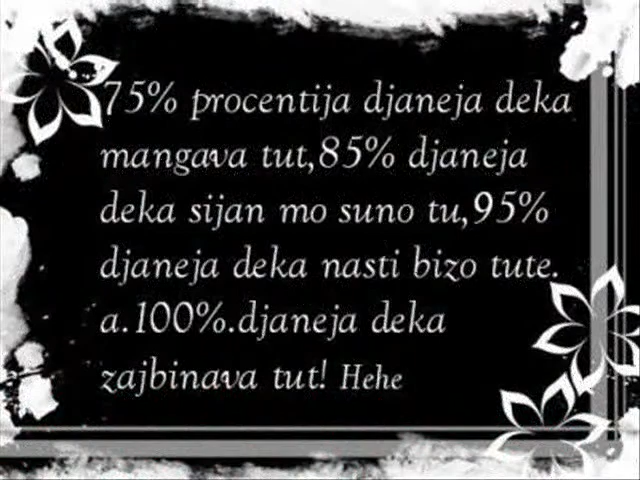 75% procentija djaneja deka
mangava tut,85% djaneja
deka sijan mo suno tu,95%
djaneja deka nasti bizo tute.
a.100%.djaneja deka
zajbinava tut! Hehe